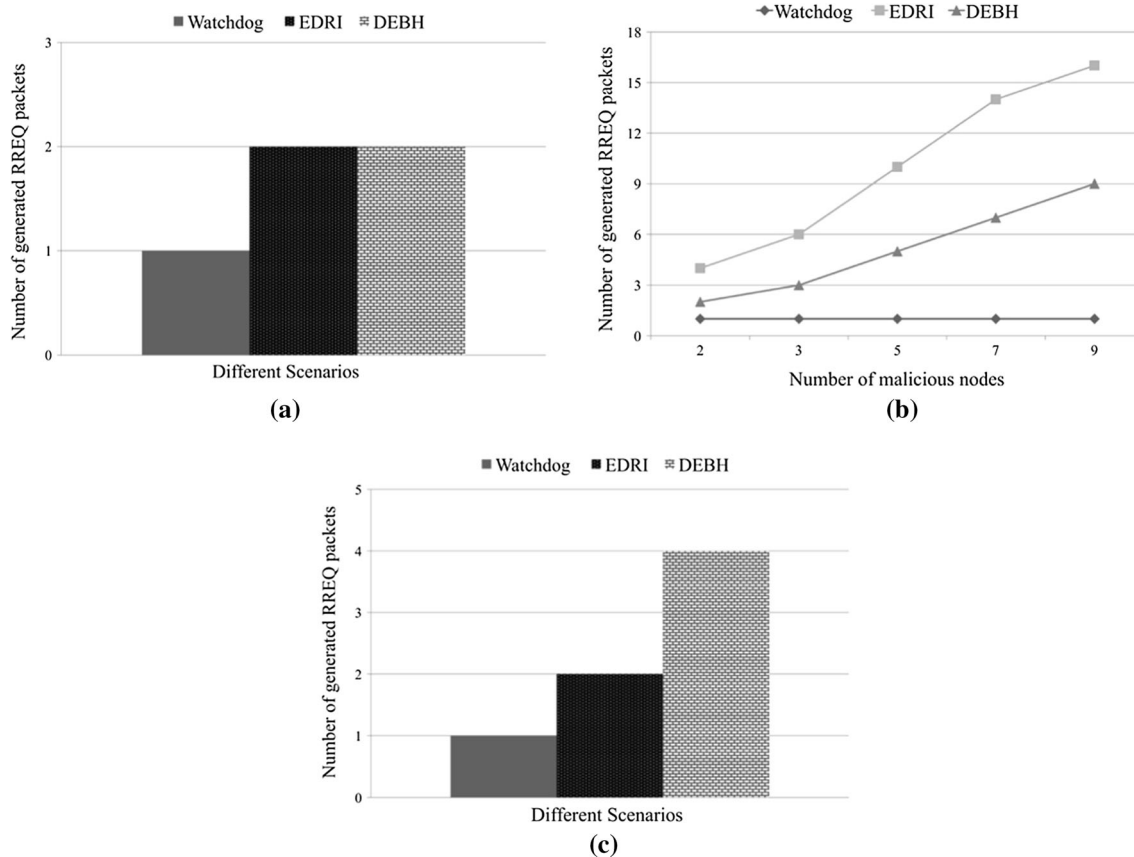 Watchdog EDRI DEBH
Number of generated RREQ packets
3
2
1
0
Different Scenarios
(a)
Watchdog EDRI DEBH
Number of generated RREQ packets
18
15
12
9
6
3
0
2 3 5 7 9
Number of malicious nodes
(b)
Watchdog EDRI DEBH
Number of generated RREQ packets
5
4
3
2
1
0
Different Scenarios
(c)